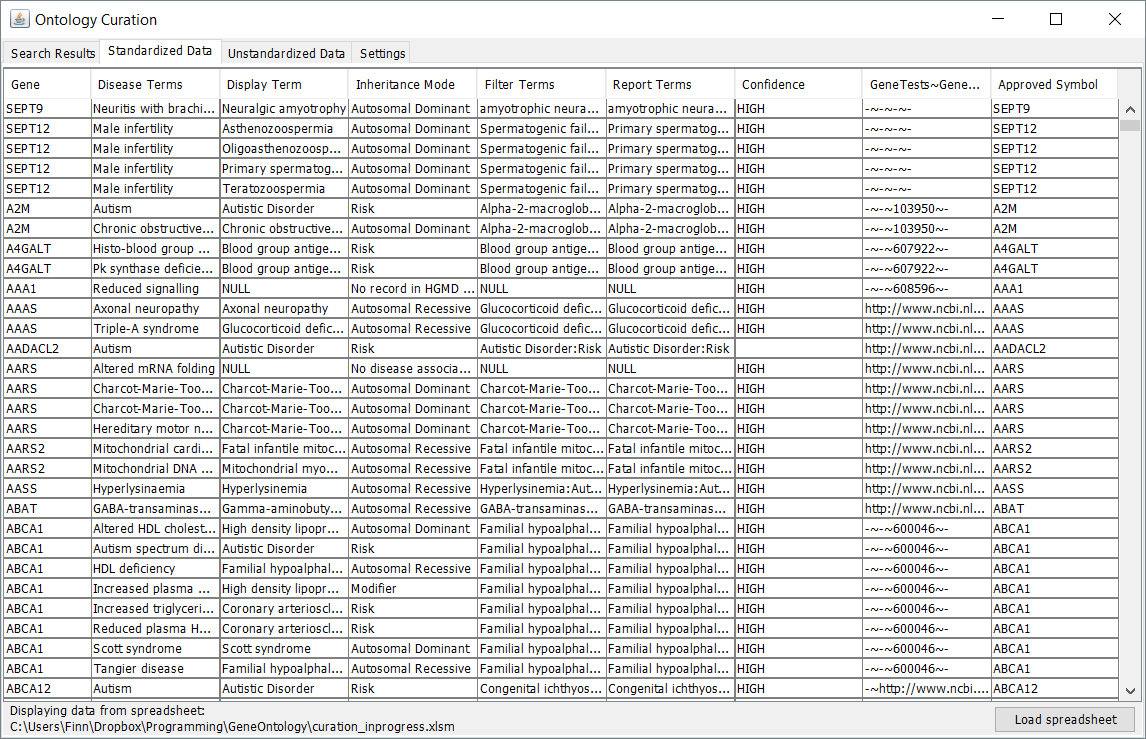 Ontology Curation
Search Results Standardized Data Unstandardized Data Settings
Gene Disease Terms Display Term Inheritance Mode Filter Terms Report Terms Confidence GeneTests~Gene... Approved Symbol
SEPT9 Neuritis with brachi... Neuralgic amyotrophy Autosomal Dominant amyotrophic neura... amyotrophic neura... HIGH -~-~-~- SEPT9
SEPT12 Male infertility Asthenozoospermia Autosomal Dominant Spermatogenic fail... Primary spermatog... HIGH -~-~-~- SEPT12
SEPT12 Male infertility Oligoasthenozoosp... Autosomal Dominant Spermatogenic fail... Primary spermatog... HIGH -~-~-~- SEPT12
SEPT12 Male infertility Primary spermatog... Autosomal Dominant Spermatogenic fail... Primary spermatog... HIGH -~-~-~- SEPT12
SEPT12 Male infertility Teratozoospermia Autosomal Dominant Spermatogenic fail... Primary spermatog... HIGH -~-~-~- SEPT12
A2M Autism Autistic Disorder Risk Alpha-2-macroglob... Alpha-2-macroglob... HIGH -~-~103950~- A2M
A2M Chronic obstructive... Chronic obstructive... Autosomal Dominant Alpha-2-macroglob... Alpha-2-macroglob... HIGH -~-~103950~- A2M
A4GALT Histo-blood group ... Blood group antige... Risk Blood group antige... Blood group antige... HIGH -~-~607922~- A4GALT
A4GALT Pk synthase deficie... Blood group antige... Risk Blood group antige... Blood group antige... HIGH -~-~607922~- A4GALT
AAA1 Reduced signalling NULL No record in HGMD ... NULL NULL HIGH -~-~608596~- AAA1
AAAS Axonal neuropathy Axonal neuropathy Autosomal Recessive Glucocorticoid defic... Glucocorticoid defic... HIGH http://www.ncbi.nl... AAAS
AAAS Triple-A syndrome Glucocorticoid defic... Autosomal Recessive Glucocorticoid defic... Glucocorticoid defic... HIGH http://www.ncbi.nl... AAAS
AADACL2 Autism Autistic Disorder Risk Autistic Disorder:Risk Autistic Disorder:Risk http://www.ncbi.nl... AADACL2
AARS Altered mRNA folding NULL No disease associa... NULL NULL HIGH http://www.ncbi.nl... AARS
AARS Charcot-Marie-Too... Charcot-Marie-Too... Autosomal Dominant Charcot-Marie-Too... Charcot-Marie-Too... HIGH http://www.ncbi.nl... AARS
AARS Charcot-Marie-Too... Charcot-Marie-Too... Autosomal Dominant Charcot-Marie-Too... Charcot-Marie-Too... HIGH http://www.ncbi.nl... AARS
AARS Hereditary motor n... Charcot-Marie-Too... Autosomal Dominant Charcot-Marie-Too... Charcot-Marie-Too... HIGH http://www.ncbi.nl... AARS
AARS2 Mitochondrial cardi... Fatal infantile mitoc... Autosomal Recessive Fatal infantile mitoc... Fatal infantile mitoc... HIGH http://www.ncbi.nl... AARS2
AARS2 Mitochondrial DNA ... Mitochondrial myo... Autosomal Recessive Fatal infantile mitoc... Fatal infantile mitoc... HIGH http://www.ncbi.nl... AARS2
AASS Hyperlysinaemia Hyperlysinemia Autosomal Recessive Hyperlysinemia:Aut... Hyperlysinemia:Aut... HIGH http://www.ncbi.nl... AASS
ABAT GABA-transaminas... Gamma-aminobuty... Autosomal Recessive GABA-transaminas... GABA-transaminas... HIGH http://www.ncbi.nl... ABAT
ABCA1 Altered HDL cholest... High density lipopr... Autosomal Dominant Familial hypoalphal... Familial hypoalphal... HIGH -~-~600046~- ABCA1
ABCA1 Autism spectrum di... Autistic Disorder Risk Familial hypoalphal... Familial hypoalphal... HIGH -~-~600046~- ABCA1
ABCA1 HDL deficiency Familial hypoalphal... Autosomal Recessive Familial hypoalphal... Familial hypoalphal... HIGH -~-~600046~- ABCA1
ABCA1 Increased plasma ... High density lipopr... Modifier Familial hypoalphal... Familial hypoalphal... HIGH -~-~600046~- ABCA1
ABCA1 Increased triglyceri... Coronary arterioscl... Risk Familial hypoalphal... Familial hypoalphal... HIGH -~-~600046~- ABCA1
ABCA1 Reduced plasma H... Coronary arterioscl... Risk Familial hypoalphal... Familial hypoalphal... HIGH -~-~600046~- ABCA1
ABCA1 Scott syndrome Scott syndrome Autosomal Dominant Familial hypoalphal... Familial hypoalphal... HIGH -~-~600046~- ABCA1
ABCA1 Tangier disease Familial hypoalphal... Autosomal Recessive Familial hypoalphal... Familial hypoalphal... HIGH -~-~600046~- ABCA1
ABCA12 Autism Autistic Disorder Risk Congenital ichthyos... Congenital ichthyos... HIGH -~http://www.ncbi.... ABCA12
Displaying data from spreadsheet:
C:\Users\Finn\Dropbox\Programming\GeneOntology\curation_inprogress.xlsm
Load spreadsheet